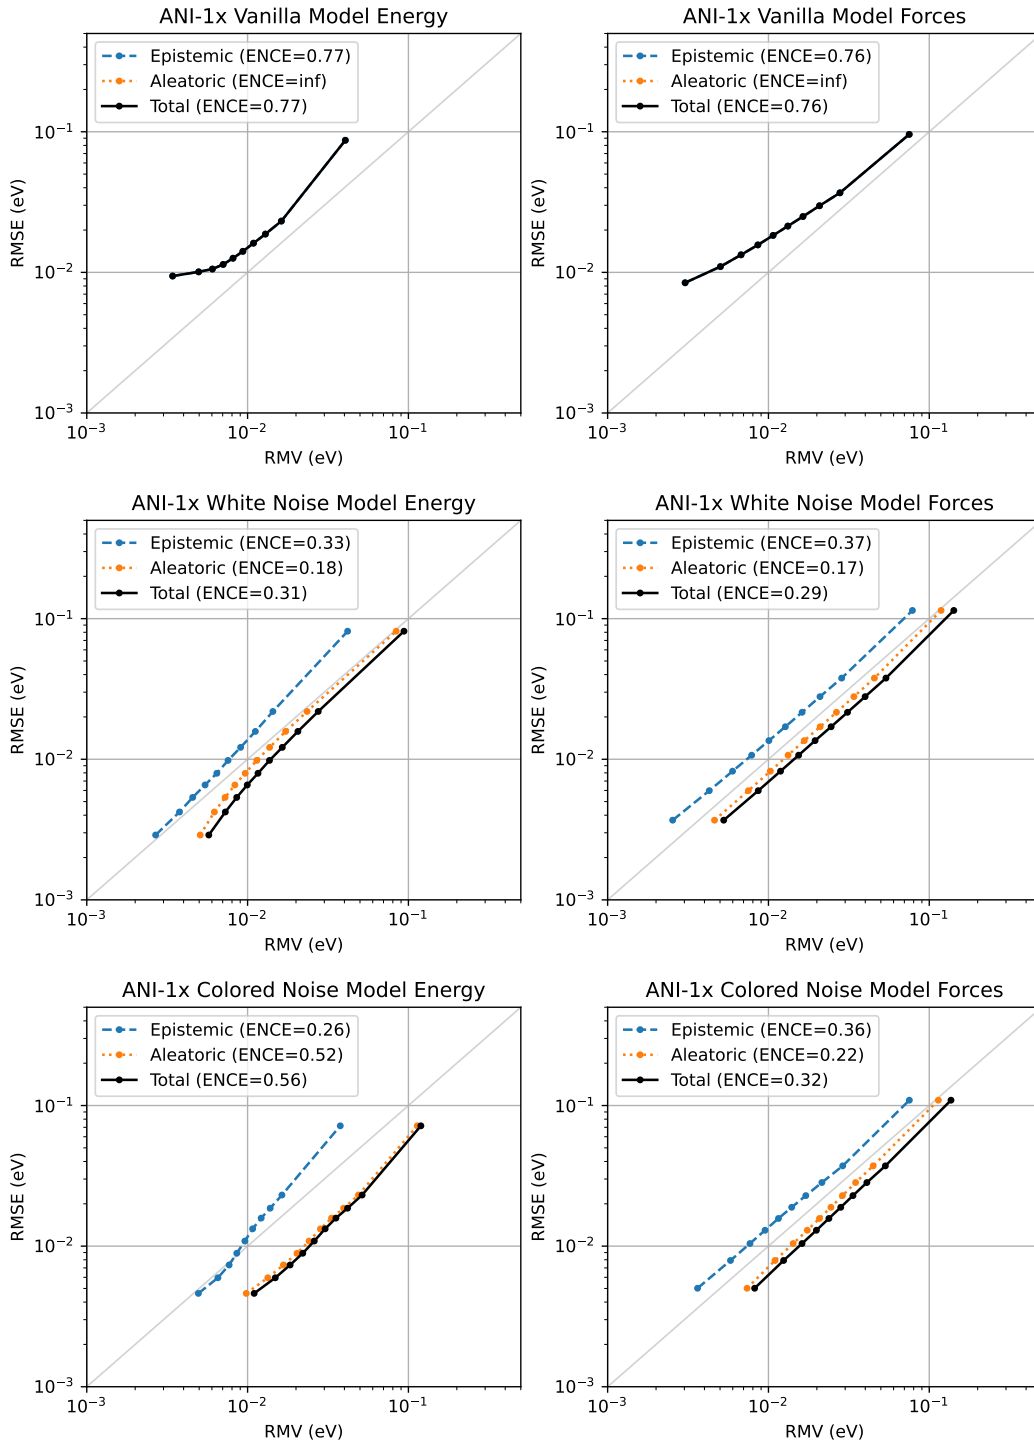 ANI-1x Vanilla Model Energy
Epistemic (ENCE=0.77)
Aleatoric (ENCE=inf)
Total (ENCE=0.77)
RMSE (eV)
10⁻¹
10⁻²
10⁻³
10⁻³ 10⁻² 10⁻¹
RMV (eV)
ANI-1x Vanilla Model Forces
Epistemic (ENCE=0.76)
Aleatoric (ENCE=inf)
Total (ENCE=0.76)
RMSE (eV)
10⁻¹
10⁻²
10⁻³
10⁻³ 10⁻² 10⁻¹
RMV (eV)
ANI-1x White Noise Model Energy
Epistemic (ENCE=0.33)
Aleatoric (ENCE=0.18)
Total (ENCE=0.31)
RMSE (eV)
10⁻¹
10⁻²
10⁻³
10⁻³ 10⁻² 10⁻¹
RMV (eV)
ANI-1x White Noise Model Forces
Epistemic (ENCE=0.37)
Aleatoric (ENCE=0.17)
Total (ENCE=0.29)
RMSE (eV)
10⁻¹
10⁻²
10⁻³
10⁻³ 10⁻² 10⁻¹
RMV (eV)
ANI-1x Colored Noise Model Energy
Epistemic (ENCE=0.26)
Aleatoric (ENCE=0.52)
Total (ENCE=0.56)
RMSE (eV)
10⁻¹
10⁻²
10⁻³
10⁻³ 10⁻² 10⁻¹
RMV (eV)
ANI-1x Colored Noise Model Forces
Epistemic (ENCE=0.36)
Aleatoric (ENCE=0.22)
Total (ENCE=0.32)
RMSE (eV)
10⁻¹
10⁻²
10⁻³
10⁻³ 10⁻² 10⁻¹
RMV (eV)